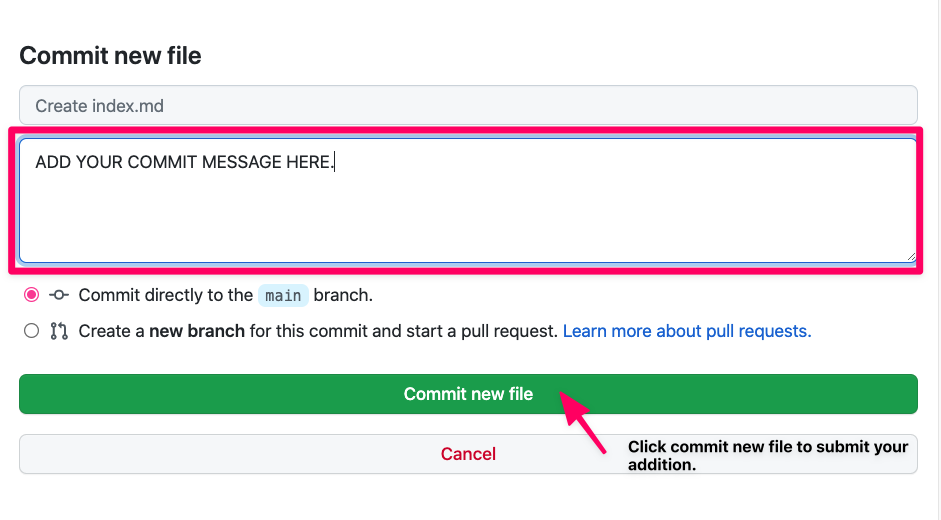 Commit new file
Create index.md
ADD YOUR COMMIT MESSAGE HERE.
Commit directly to the main branch.
Create a new branch for this commit and start a pull request. Learn more about pull requests.
Commit new file
Cancel
Click commit new file to submit your
addition.